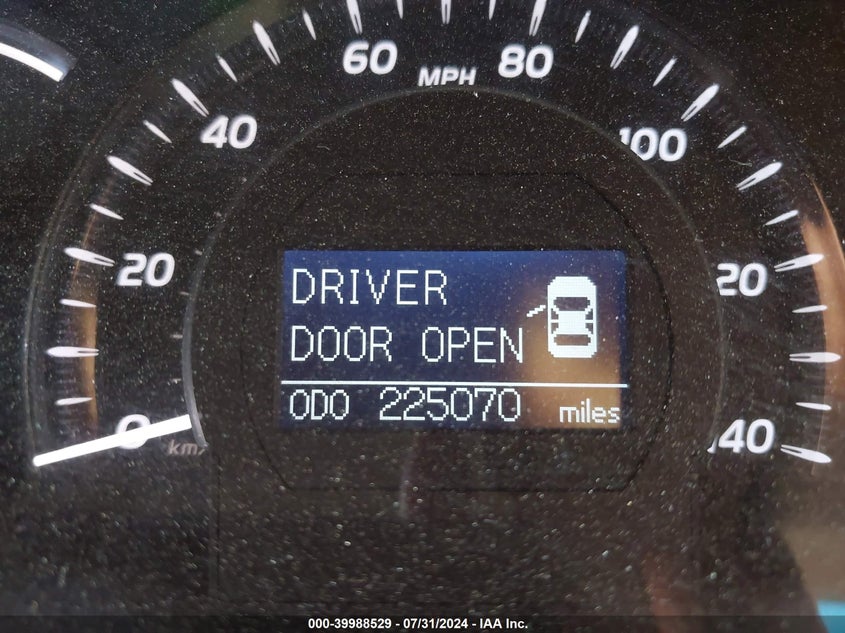 60 MPH 80
40 100
20 20
0 140
km/
DRIVER
DOOR OPEN
ODO 225070 miles
000-39988529 / 07/31/2024 - IAA Inc.